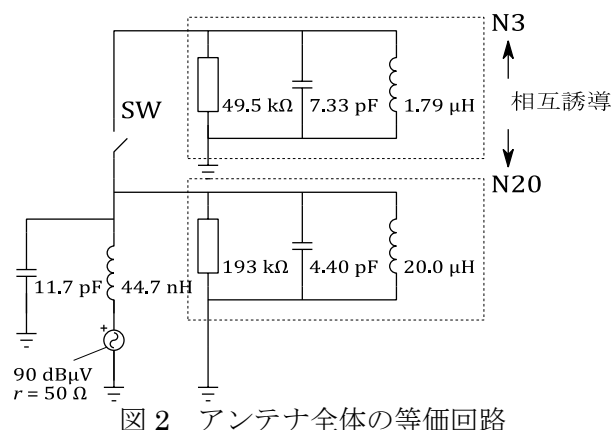 N3
SW
49.5 kΩ
7.33 pF
1.79 μH
相互誘導
N20
193 kΩ
4.40 pF
20.0 μH
11.7 pF
44.7 nH
+
90 dBμV
r = 50 Ω
図 2 アンテナ全体の等価回路